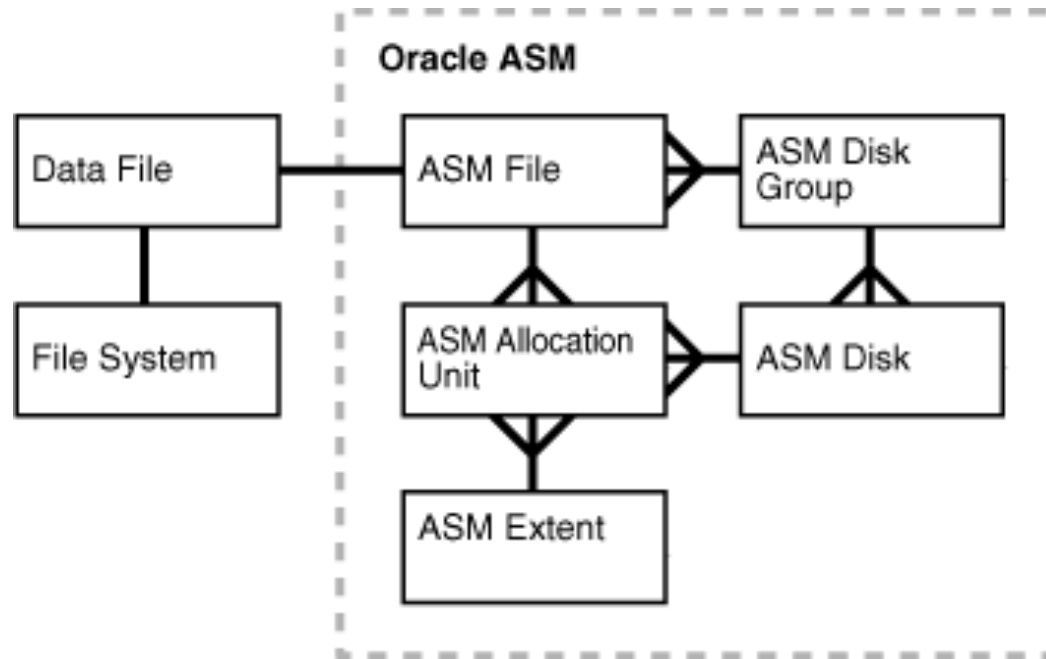 Oracle ASM
Data File
ASM File
ASM Disk
Group
File System
ASM Allocation
Unit
ASM Disk
ASM Extent